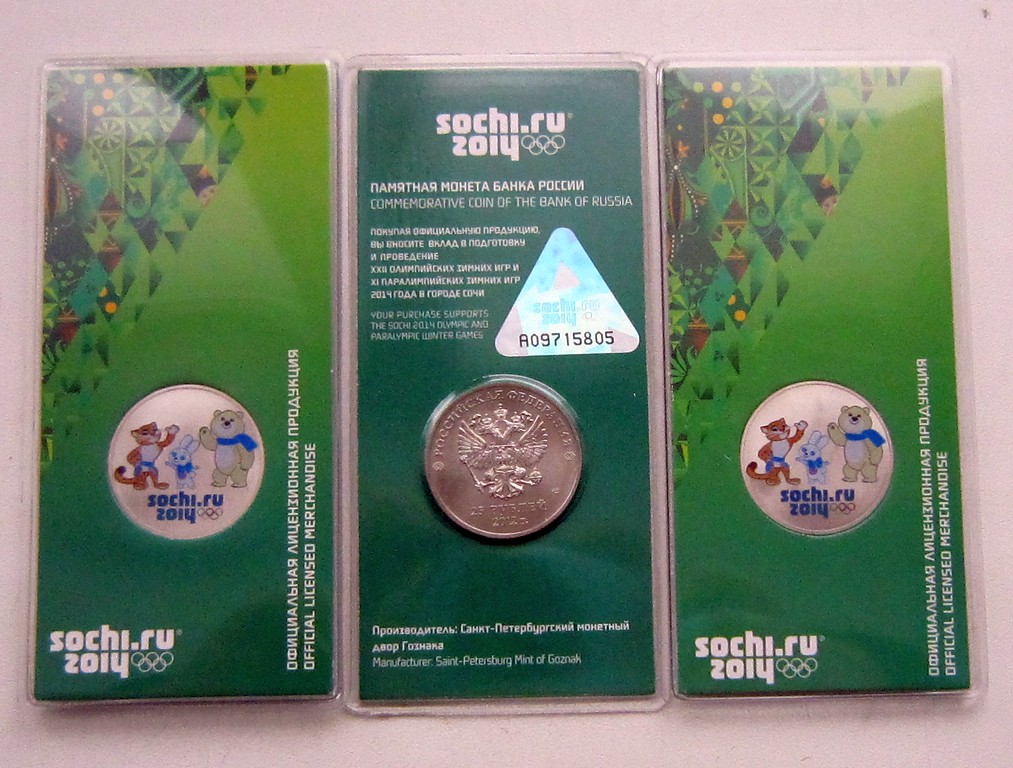 sochi.ru
2014
ОФИЦИАЛЬНАЯ ЛИЦЕНЗИОННАЯ ПРОДУКЦИЯ
OFFICIAL LICENSED MERCHANDISE
sochi.ru
2014
sochi.ru
2014
ПАМЯТНАЯ МОНЕТА БАНКА РОССИИ
COMMEMORATIVE COIN OF THE BANK OF RUSSIA
ПОКУПАЯ ОФИЦИАЛЬНУЮ ПРОДУКЦИЮ,
ВЫ ВНОСИТЕ ВКЛАД В ПОДГОТОВКУ
И ПРОВЕДЕНИЕ
XXII ОЛИМПИЙСКИХ ЗИМНИХ ИГР И
XI ПАРАЛИМПИЙСКИХ ЗИМНИХ ИГР
2014 ГОДА В ГОРОДЕ СОЧИ
YOUR PURCHASE SUPPORTS
THE SOCHI 2014 OLYMPIC AND
PARALYMPIC WINTER GAMES
sochi.ru
2014
A09715805
РОССИЙСКАЯ ФЕДЕРАЦИЯ
25 РУБЛЕЙ
2012 г.
Производитель: Санкт-Петербургский монетный
двор Гознака
Manufacturer: Saint-Petersburg Mint of Goznak
sochi.ru
2014
ОФИЦИАЛЬНАЯ ЛИЦЕНЗИОННАЯ ПРОДУКЦИЯ
OFFICIAL LICENSED MERCHANDISE
sochi.ru
2014